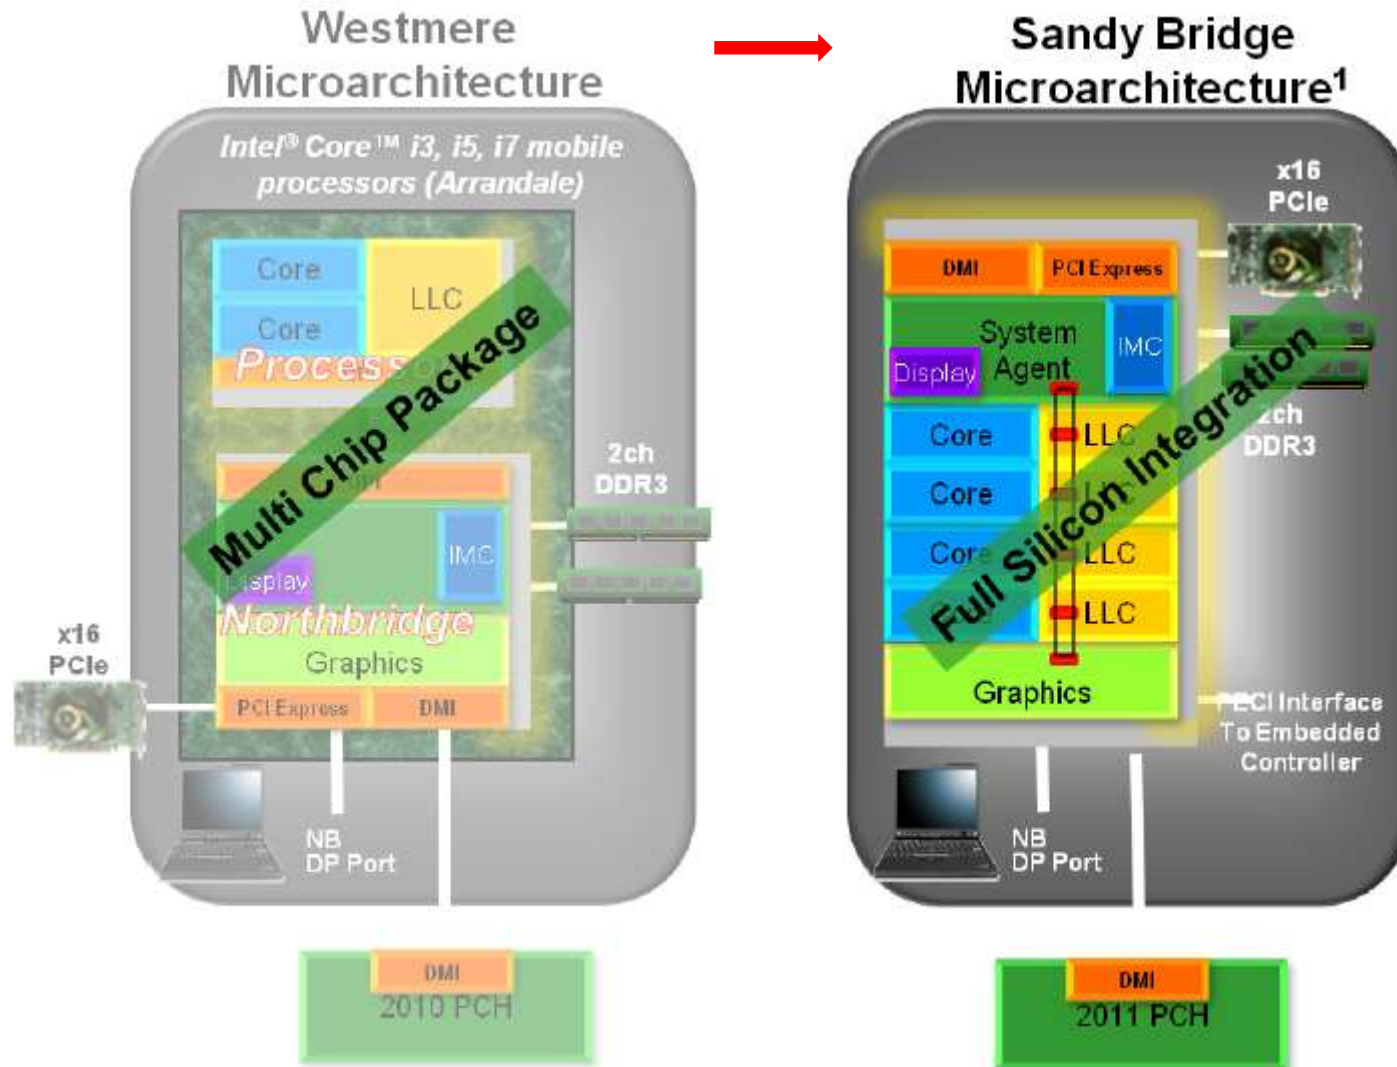 Westmere
Microarchitecture
Intel® Core™ i3, i5, i7 mobile
processors (Arrandale)
Core
LLC
Core
Multi Chip Package
2ch
DDR3
IMC
Northbridge
Graphics
x16
PCIe
PCI Express
DMI
NB
DP Port
DMI
2010 PCH
Sandy Bridge
Microarchitecture¹
x16
PCIe
DMI
PCI Express
System
Agent
IMC
Display
Core
LLC
Core
Core
LLC
LLC
Full Silicon Integration
DDR3
Graphics
Interface
To Embedded
Controller
NB
DP Port
DMI
2011 PCH